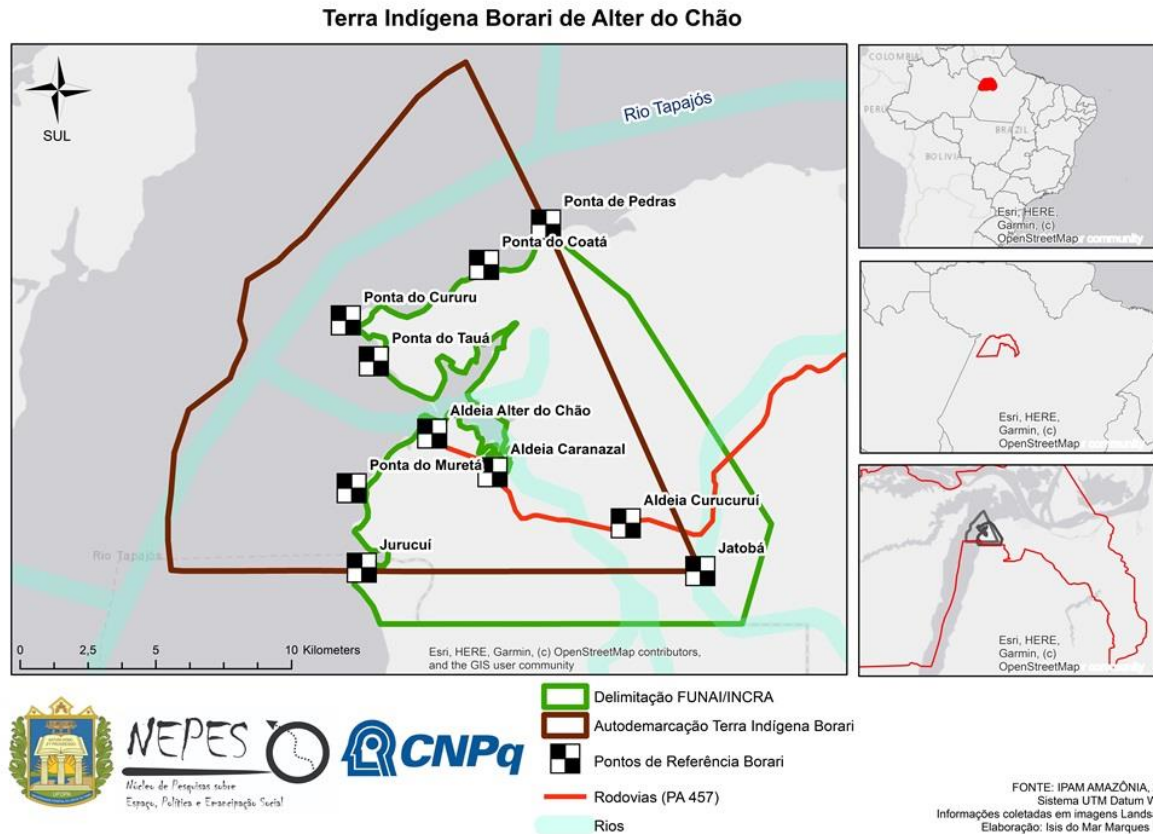 Terra Indígena Borari de Alter do Chão
SUL
Rio Tapajós
Ponta de Pedras
Ponta do Coatá
Ponta do Cururu
Ponta do Tauá
Aldeia Alter do Chão
Aldeia Caranazal
Ponta do Muretá
Aldeia Curucuruí
Jurucuí
Jatobá
Rio Tapajós
0 2,5 5 10 Kilometers
Esri, HERE, Garmin, (c) OpenStreetMap contributors,
and the GIS user community
COLOMBIA
PERÚ
BRAZIL
BOLIVIA
Esri, HERE,
Garmin, (c)
OpenStreetMap
r community
Esri, HERE,
Garmin, (c)
OpenStreetMap
r community
Esri, HERE,
Garmin, (c)
OpenStreetMap
r community
NEPES
Núcleo de Pesquisas sobre
Espaço, Política e Emancipação Social
CNPq
Delimitação FUNAI/INCRA
Autodemarcação Terra Indígena Borari
Pontos de Referência Borari
Rodovias (PA 457)
Rios
FONTE: IPAM AMAZÔNIA,
Sistema UTM Datum W
Informações coletadas em imagens Lands
Elaboração: Isis do Mar Marques